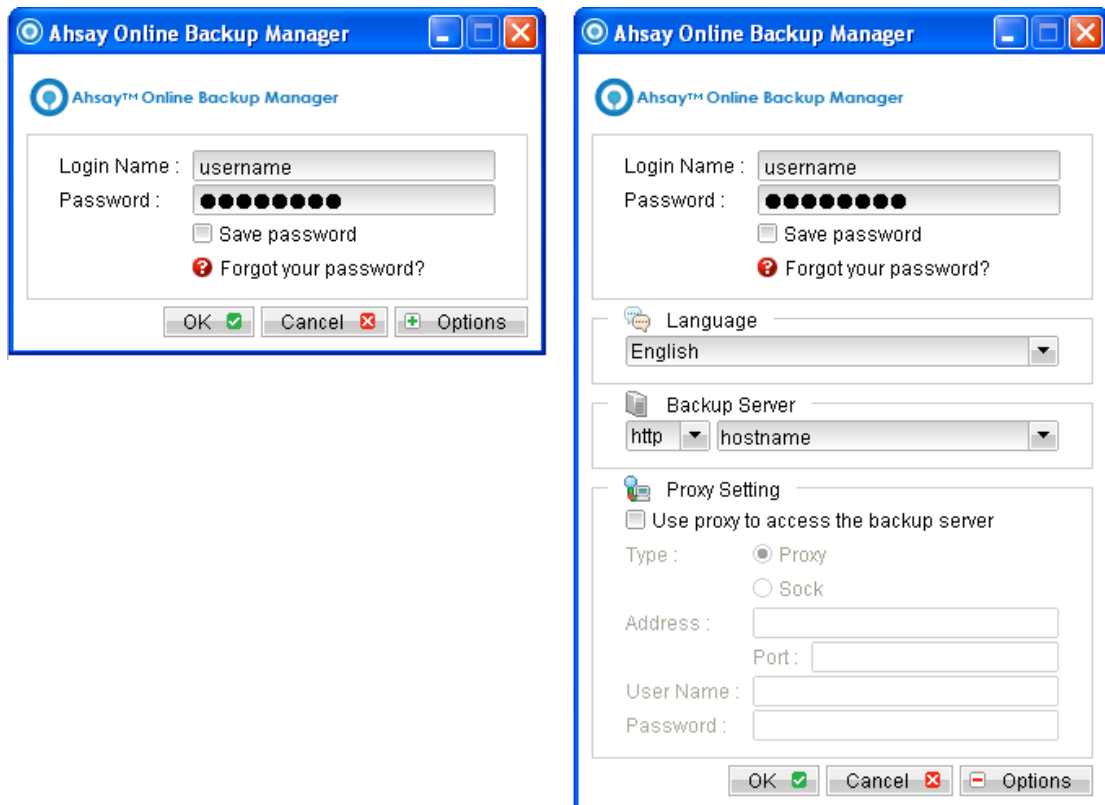 Ahsay Online Backup Manager
Ahsay™ Online Backup Manager
Login Name : username
Password : ●●●●●●●●
Save password
Forgot your password?
OK Cancel Options
Ahsay Online Backup Manager
Ahsay™ Online Backup Manager
Login Name : username
Password : ●●●●●●●●
Save password
Forgot your password?
Language
English
Backup Server
http hostname
Proxy Setting
Use proxy to access the backup server
Type : Proxy
Sock
Address :
Port :
User Name :
Password :
OK Cancel Options